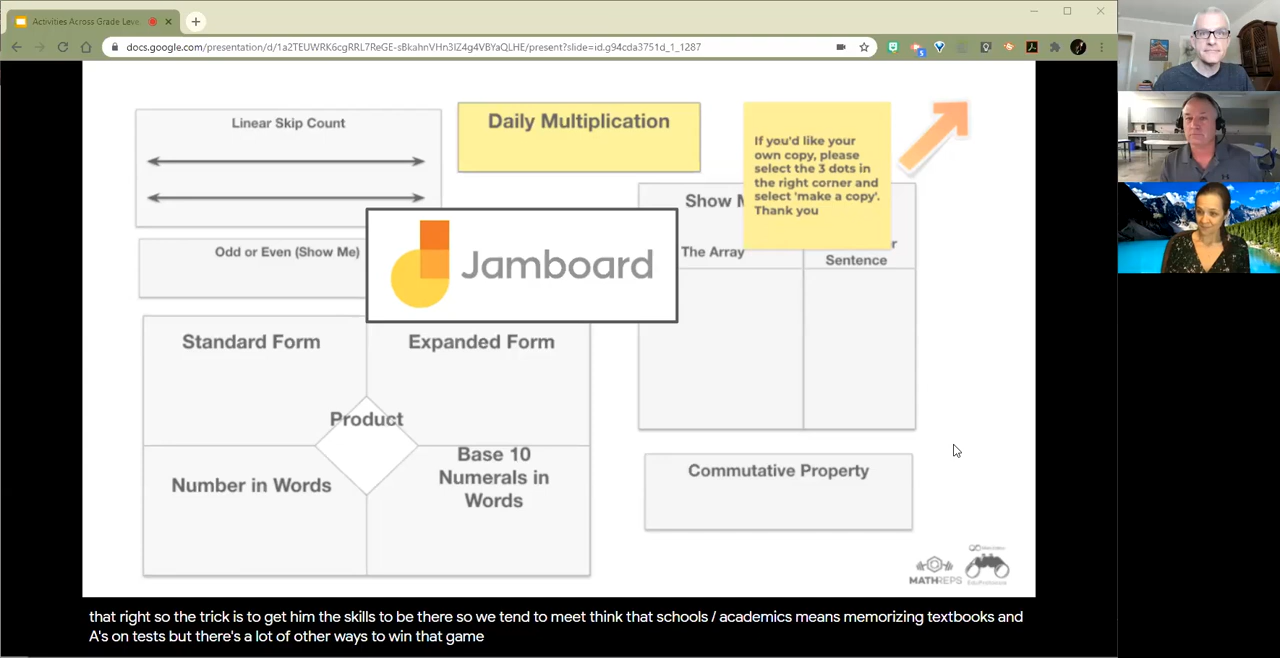 Activities Across Grade Leve
docs.google.com/presentation/d/1a2TEUWRK6cgRRL7ReGE-sBkahnVHn3IZ4g4VBYaQLHE/present?slide=id.g94cda3751d_1_1287
5
Linear Skip Count
Daily Multiplication
If you'd like your
own copy, please
select the 3 dots in
the right corner and
select 'make a copy'.
Thank you
Odd or Even (Show Me)
Jamboard
Show M
The Array
r
Sentence
Standard Form
Expanded Form
Product
Number in Words
Base 10
Numerals in
Words
Commutative Property
MATHREPS
EduProtocols
that right so the trick is to get him the skills to be there so we tend to meet think that schools / academics means memorizing textbooks and
A's on tests but there's a lot of other ways to win that game